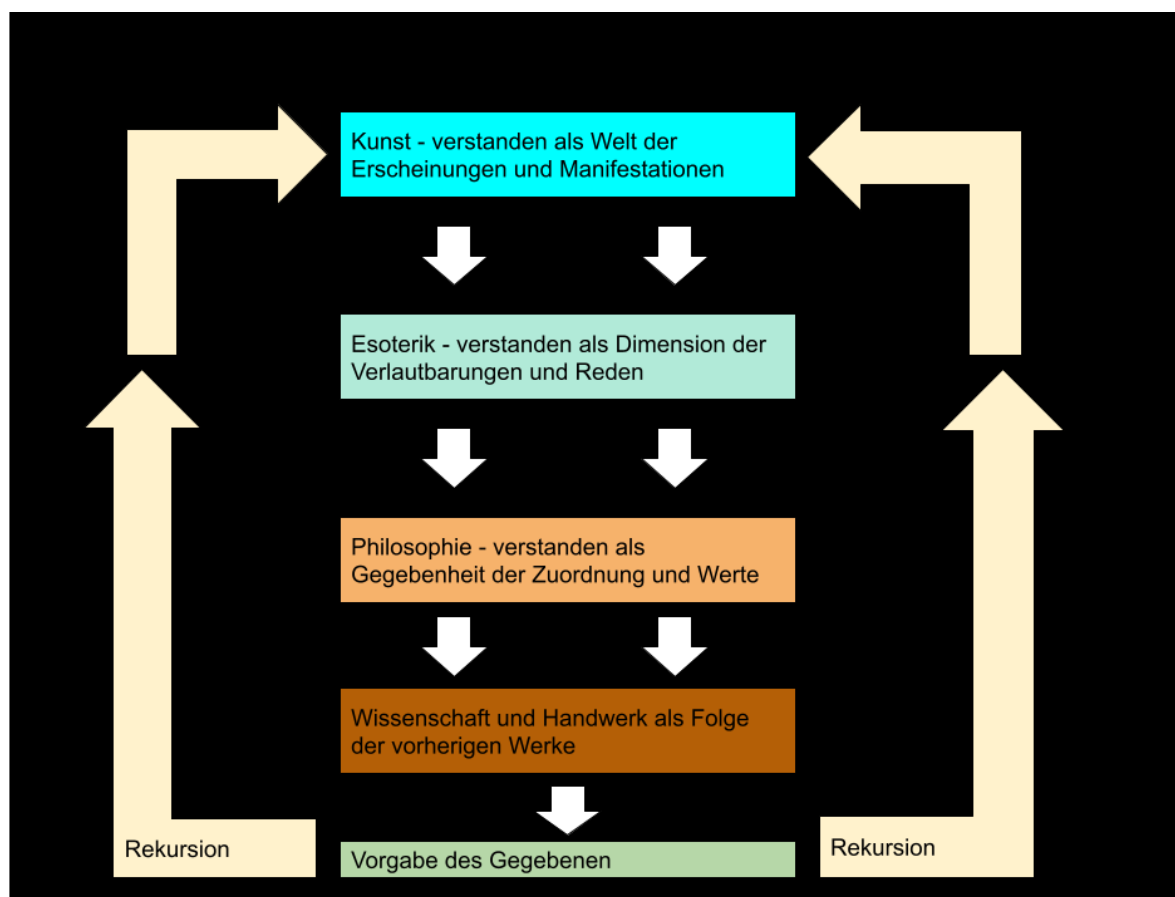 Kunst - verstanden als Welt der
Erscheinungen und Manifestationen
Esoterik - verstanden als Dimension der
Verlautbarungen und Reden
Philosophie - verstanden als
Gegebenheit der Zuordnung und Werte
Wissenschaft und Handwerk als Folge
der vorherigen Werke
Rekursion
Vorgabe des Gegebenen
Rekursion